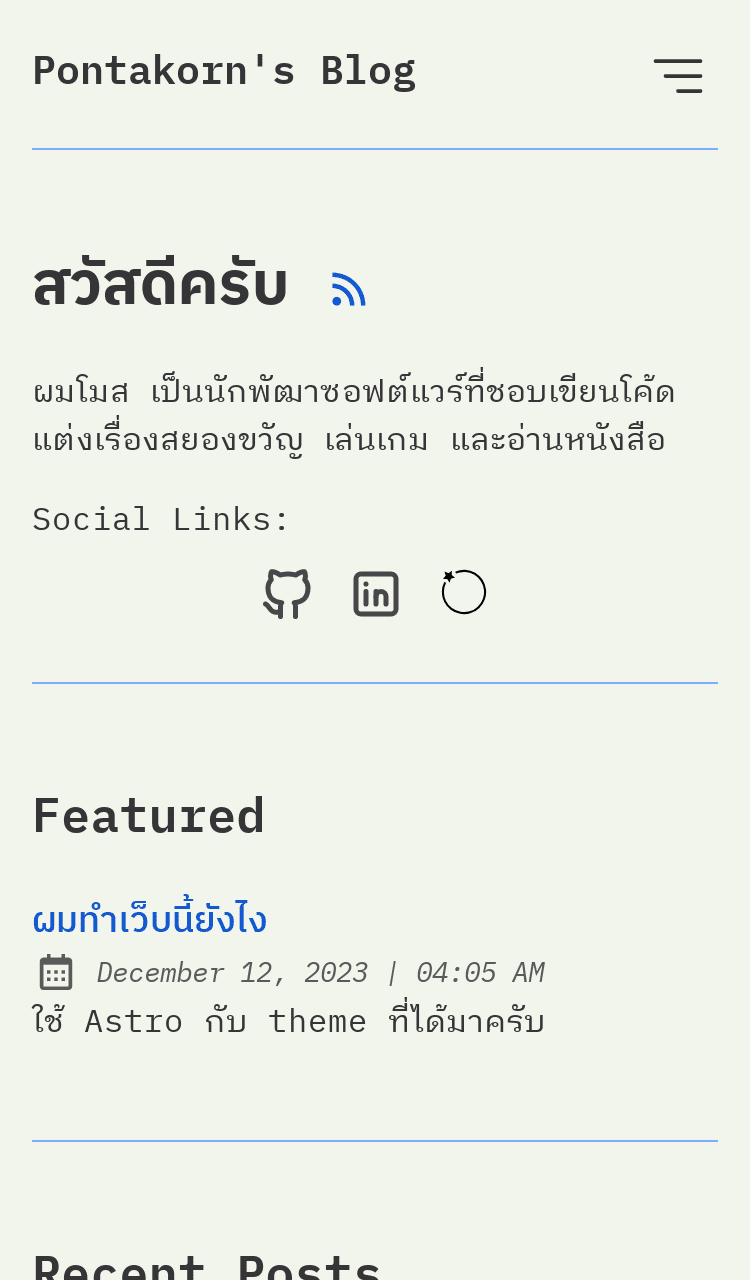 Pontakorn's Blog
สวัสดีครับ
ผมโมส เป็นนักพัฒาซอฟต์แวร์ที่ชอบเขียนโค้ด
แต่งเรื่องสยองขวัญ เล่นเกม และอ่านหนังสือ
Social Links:
Featured
ผมทำเว็บนี้ยังไง
December 12, 2023 | 04:05 AM
ใช้ Astro กับ theme ที่ได้มาครับ
Recent Posts